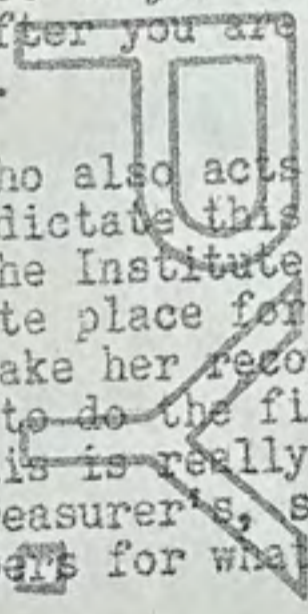 fter you are
.
ho also acts
dictate this
he Institute
te place for
ake her reco
to do the fi
is is really
easurer's, s
ers for what